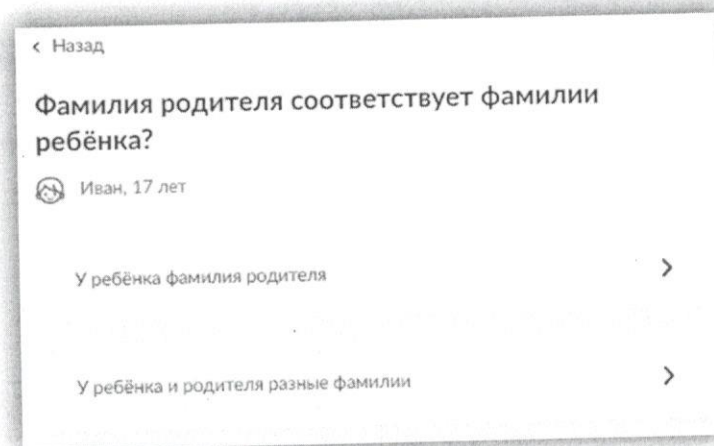 ‹ Назад
Фамилия родителя соответствует фамилии
ребёнка?
Иван, 17 лет
У ребёнка фамилия родителя
У ребёнка и родителя разные фамилии